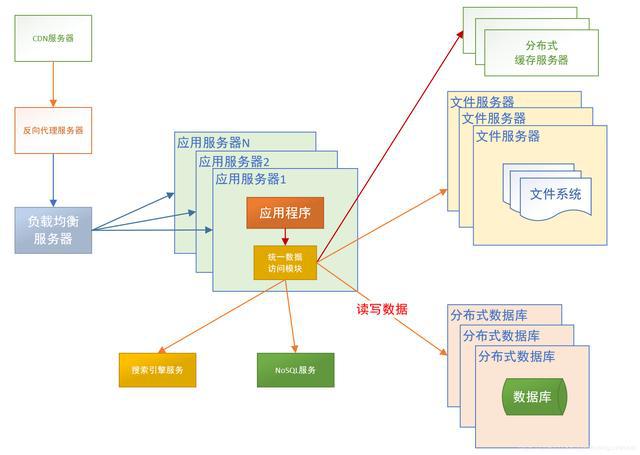 CDN服务器
反向代理服务器
负载均衡
服务器
应用服务器N
应用服务器2
应用服务器1
应用程序
统一数据
访问模块
搜索引擎服务
NoSQL服务
读写数据
分布式
缓存服务器
文件服务器
文件服务器
文件服务器
文件系统
分布式数据库
分布式数据库
分布式数据库
数据库